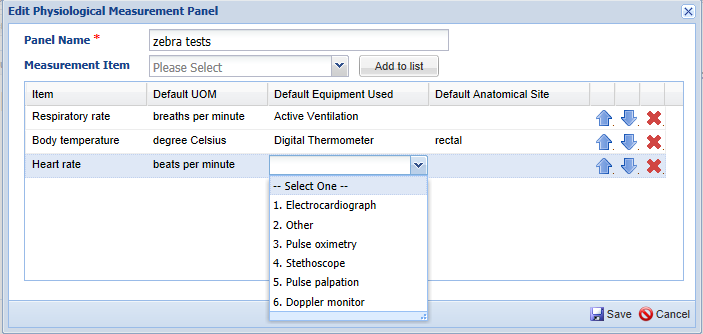 Edit Physiological Measurement Panel
Panel Name zebra tests
Measurement Item Please Select Add to list
Item Default UOM Default Equipment Used Default Anatomical Site
Respiratory rate breaths per minute Active Ventilation
Body temperature degree Celsius Digital Thermometer rectal
Heart rate beats per minute
-- Select One --
1. Electrocardiograph
2. Other
3. Pulse oximetry
4. Stethoscope
5. Pulse palpation
6. Doppler monitor
Save Cancel